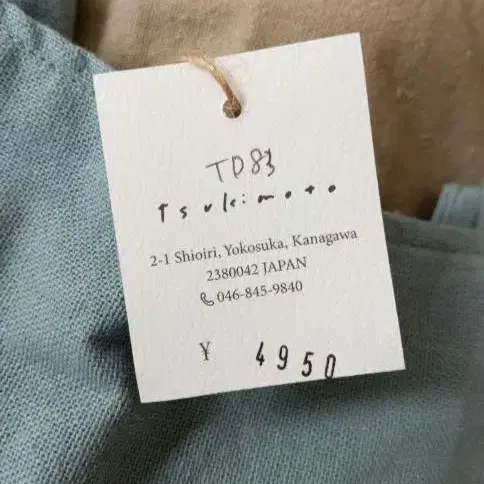 TD83
Tsukimoto
2-1 Shioiri, Yokosuka, Kanagawa
2380042 JAPAN
046-845-9840
¥ 4950